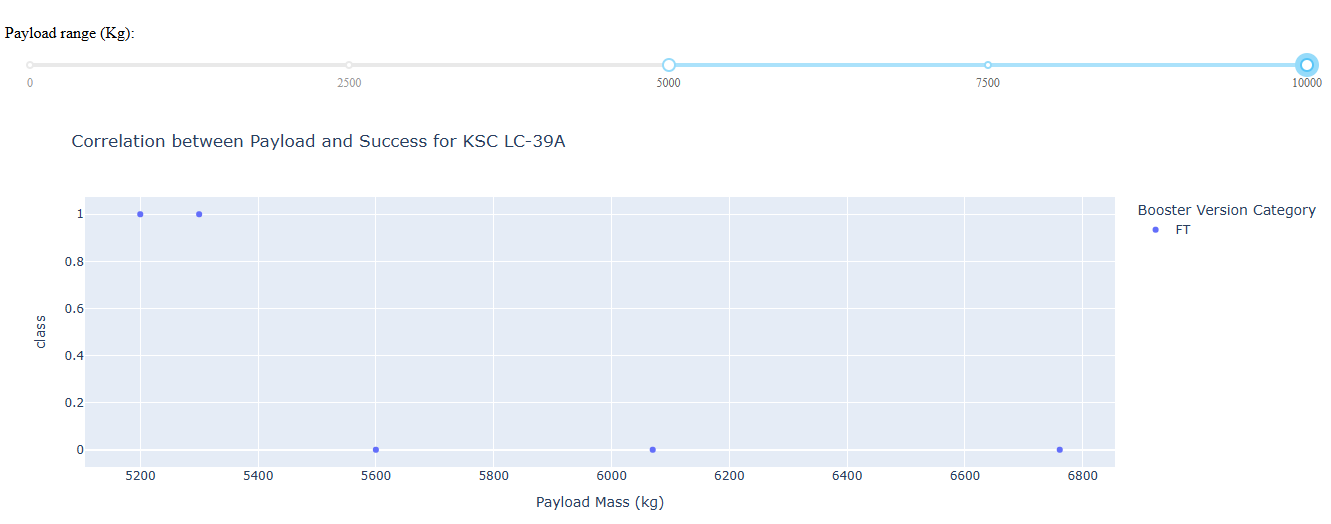 Payload range (Kg):
0 2500 5000 7500 10000
Correlation between Payload and Success for KSC LC-39A
Booster Version Category
FT
class
1
0.8
0.6
0.4
0.2
0
5200 5400 5600 5800 6000 6200 6400 6600 6800
Payload Mass (kg)